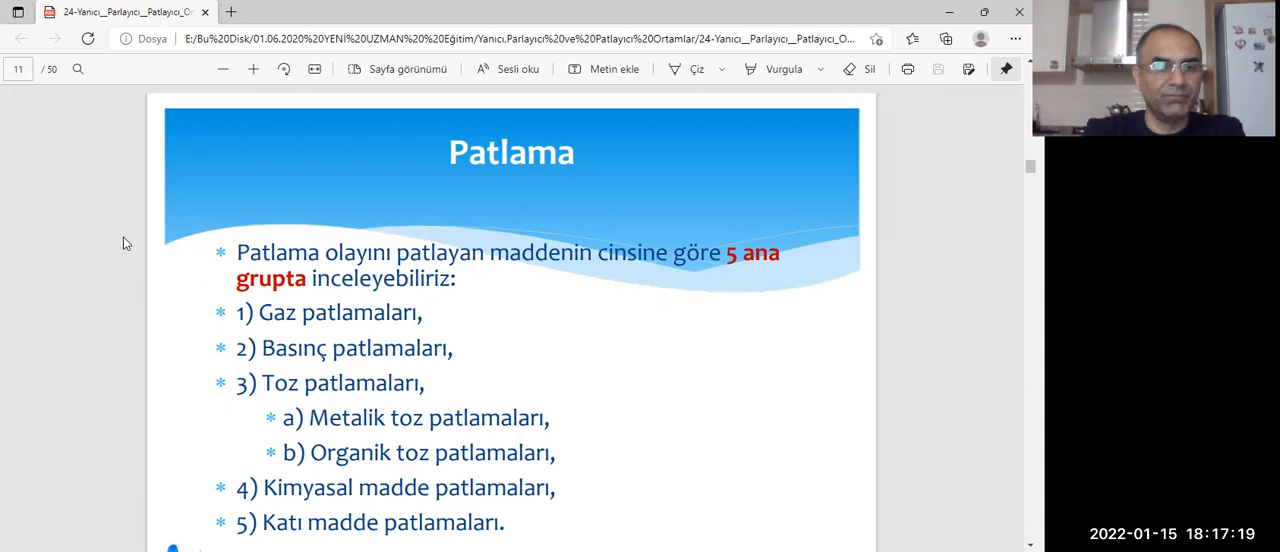 24-Yanıcı__Parlayıcı__Patlayıcı_Or
Dosya
E:/Bu%20Disk/01.06.2020%20YENİ%20UZMAN%20%20Eğitim/Yanıcı,Parlayıcı%20ve%20Patlayıcı%20Ortamlar/24-Yanıcı__Parlayıcı__Patlayıcı_O...
11 / 50
Sayfa görünümü
Sesli oku
Metin ekle
Çiz
Vurgula
Sil
Patlama
* Patlama olayını patlayan maddenin cinsine göre 5 ana
grupta inceleyebiliriz:
* 1) Gaz patlamaları,
* 2) Basınç patlamaları,
* 3) Toz patlamaları,
* a) Metalik toz patlamaları,
* b) Organik toz patlamaları,
* 4) Kimyasal madde patlamaları,
* 5) Katı madde patlamaları.
2022-01-15 18:17:19